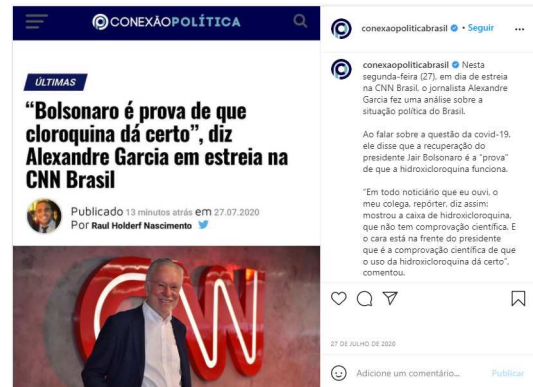 CONEXÃOPOLÍTICA
ÚLTIMAS
“Bolsonaro é prova de que
cloroquina dá certo”, diz
Alexandre Garcia em estreia na
CNN Brasil
Publicado 13 minutos atrás em 27.07.2020
Por Raul Holderf Nascimento
CNN
conexaopoliticabrasil • Seguir
conexaopoliticabrasil Nesta
segunda-feira (27), em dia de estreia
na CNN Brasil, o jornalista Alexandre
Garcia fez uma análise sobre a
situação política do Brasil.
Ao falar sobre a questão da covid-19,
ele disse que a recuperação do
presidente Jair Bolsonaro é a “prova”
de que a hidroxicloroquina funciona.
“Em todo noticiário que eu ouvi, o
meu colega, repórter, diz assim:
mostrou a caixa de hidroxicloroquina,
que não tem comprovação científica. E
o cara está na frente do presidente
que é a comprovação científica de que
o uso da hidroxicloroquina dá certo”,
comentou.
27 DE JULHO DE 2020
Adicione um comentário... Publicar